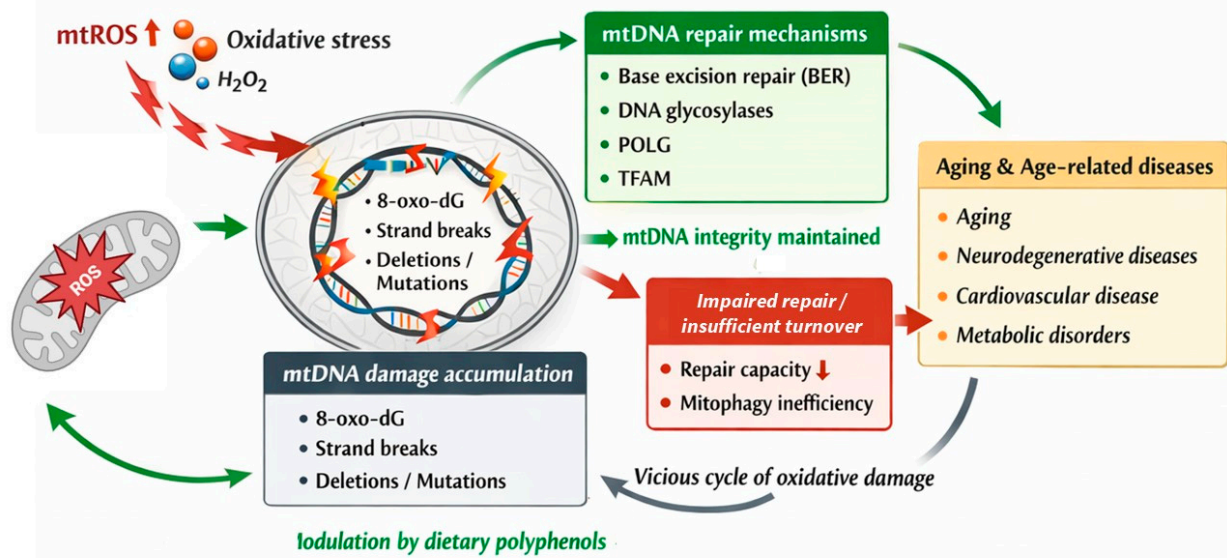 mtROS
Oxidative stress
H2O2
mtDNA repair mechanisms
• Base excision repair (BER)
• DNA glycosylases
• POLG
• TFAM
Aging & Age-related diseases
• Aging
• Neurodegenerative diseases
• Cardiovascular disease
• Metabolic disorders
• 8-oxo-dG
• Strand breaks
• Deletions /
Mutations
mtDNA integrity maintained
ROS
Impaired repair /
insufficient turnover
• Repair capacity
• Mitophagy inefficiency
mtDNA damage accumulation
• 8-oxo-dG
• Strand breaks
• Deletions / Mutations
Vicious cycle of oxidative damage
lodulation by dietary polyphenols